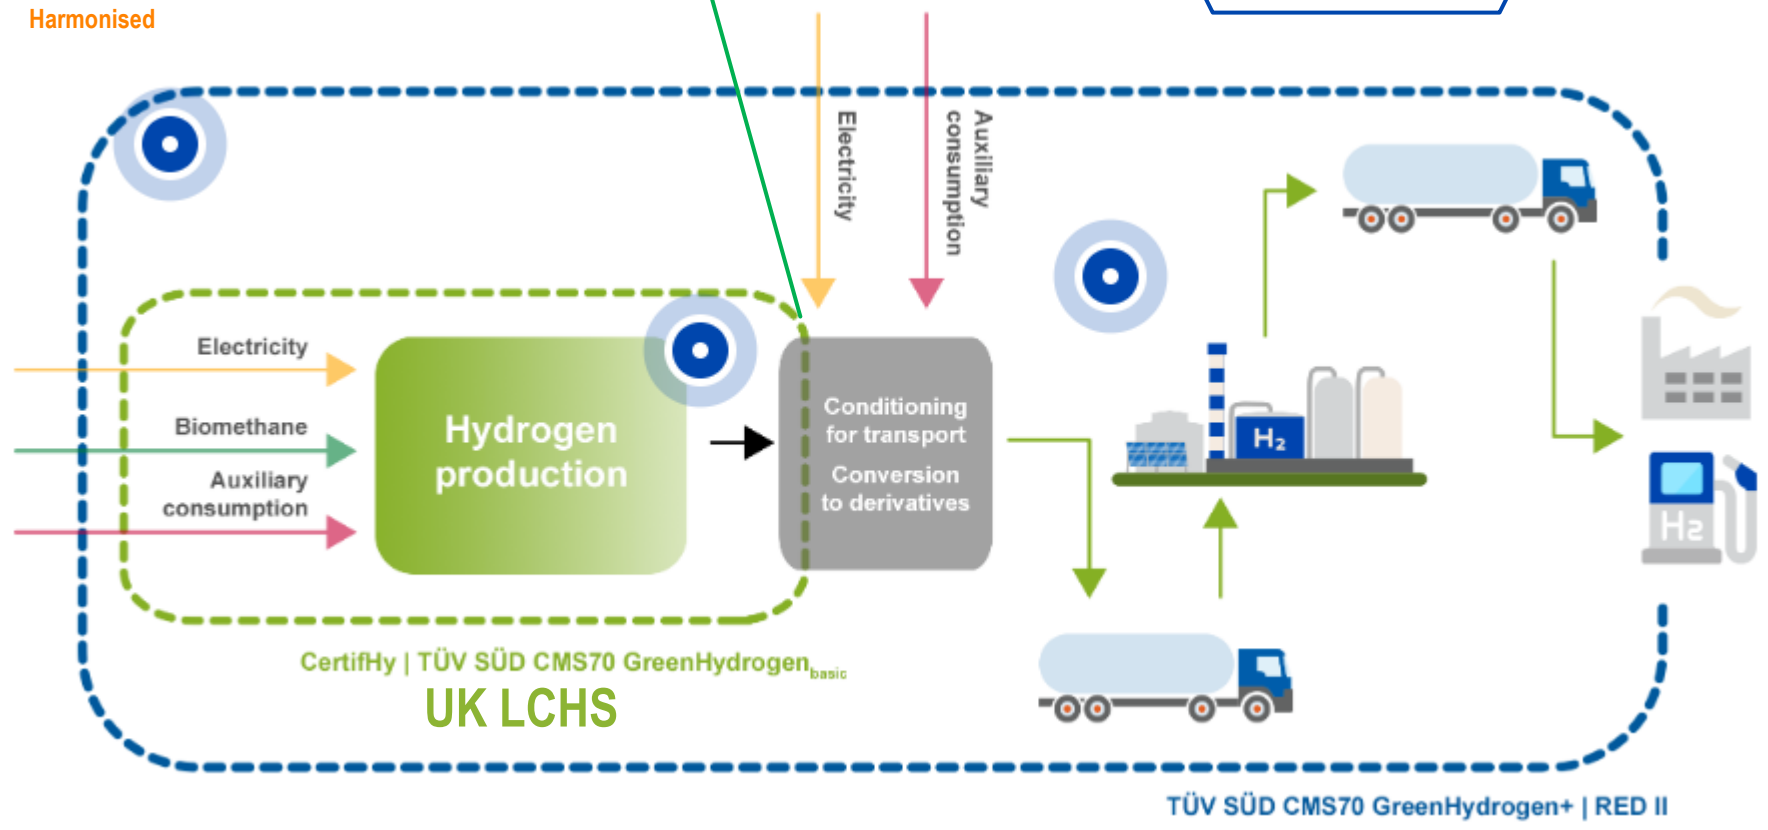 Harmonised
Electricity
Auxiliary
consumption
Electricity
Biomethane
Auxiliary
consumption
Hydrogen
production
Conditioning
for transport
Conversion
to derivatives
H₂
H2
CertifHy | TÜV SÜD CMS70 GreenHydrogenbasic
UK LCHS
TÜV SÜD CMS70 GreenHydrogen+ | RED II